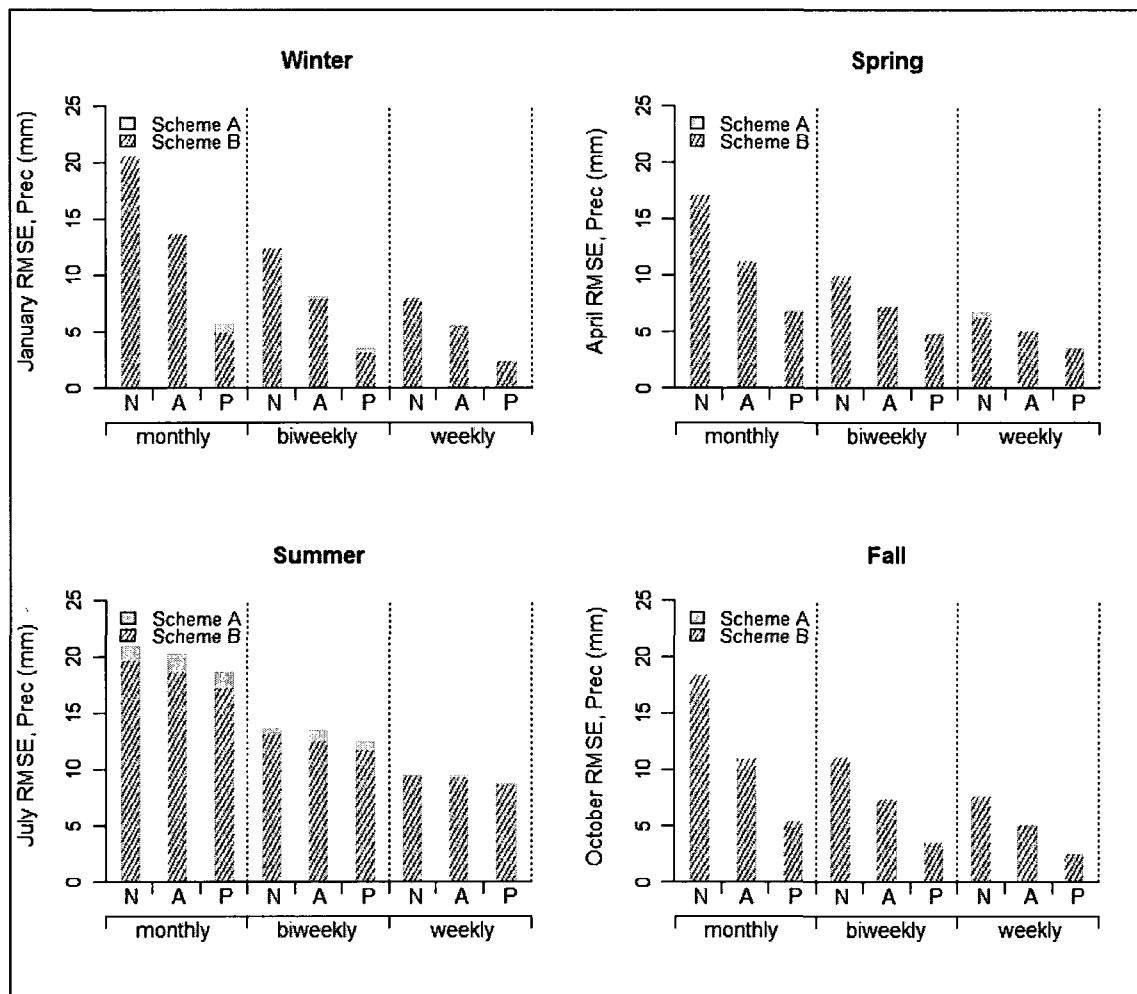 Winter
January RMSE, Prec (mm)
25
20
15
10
5
0
Scheme A
Scheme B
N A P N A P N A P
monthly biweekly weekly
Spring
April RMSE, Prec (mm)
25
20
15
10
5
0
Scheme A
Scheme B
N A P N A P N A P
monthly biweekly weekly
Summer
July RMSE, Prec (mm)
25
20
15
10
5
0
Scheme A
Scheme B
N A P N A P N A P
monthly biweekly weekly
Fall
October RMSE, Prec (mm)
25
20
15
10
5
0
Scheme A
Scheme B
N A P N A P N A P
monthly biweekly weekly